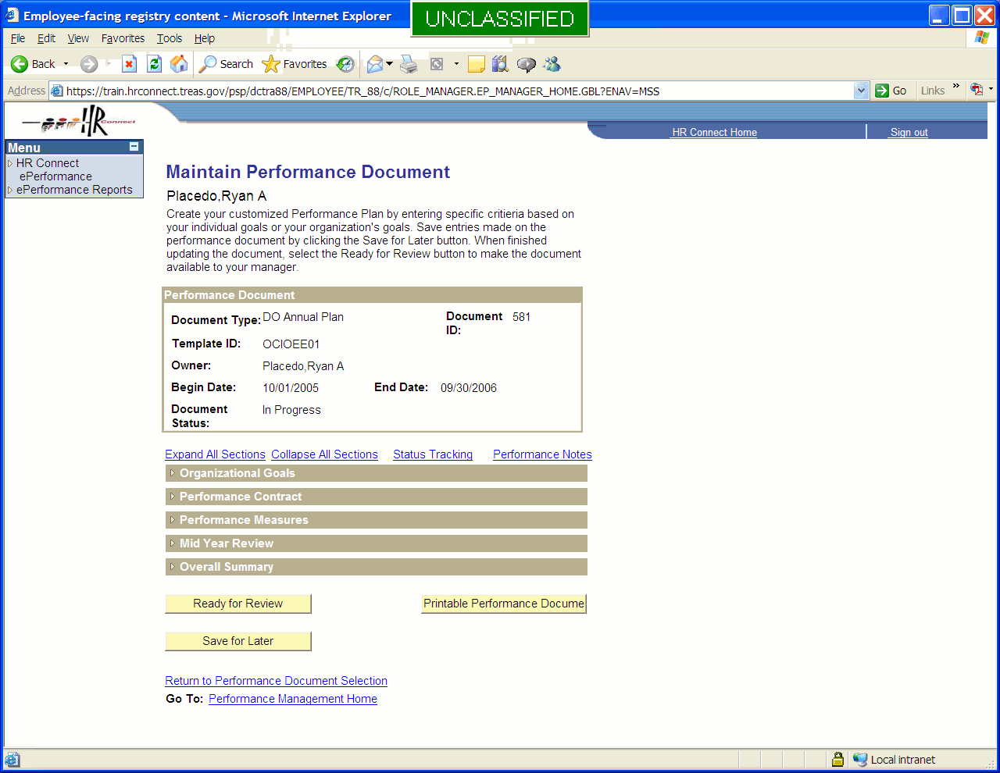 Employee-facing registry content - Microsoft Internet Explorer
UNCLASSIFIED
File Edit View Favorites Tools Help
Back Search Favorites
Address https://train.hrconnect.treas.gov/psp/dctra88/EMPLOYEE/TR_88/c/ROLE_MANAGER.EP_MANAGER_HOME.GBL?ENAV=MSS Go Links »
HR Connect
HR Connect Home Sign out
Menu
HR Connect
ePerformance
ePerformance Reports
Maintain Performance Document
Placedo,Ryan A
Create your customized Performance Plan by entering specific critieria based on
your individual goals or your organization's goals. Save entries made on the
performance document by clicking the Save for Later button. When finished
updating the document, select the Ready for Review button to make the document
available to your manager.
Performance Document
Document Type: DO Annual Plan Document ID: 581
Template ID: OCIOEE01
Owner: Placedo,Ryan A
Begin Date: 10/01/2005 End Date: 09/30/2006
Document Status: In Progress
Expand All Sections Collapse All Sections Status Tracking Performance Notes
Organizational Goals
Performance Contract
Performance Measures
Mid Year Review
Overall Summary
Ready for Review Printable Performance Docume
Save for Later
Return to Performance Document Selection
Go To: Performance Management Home
Local intranet